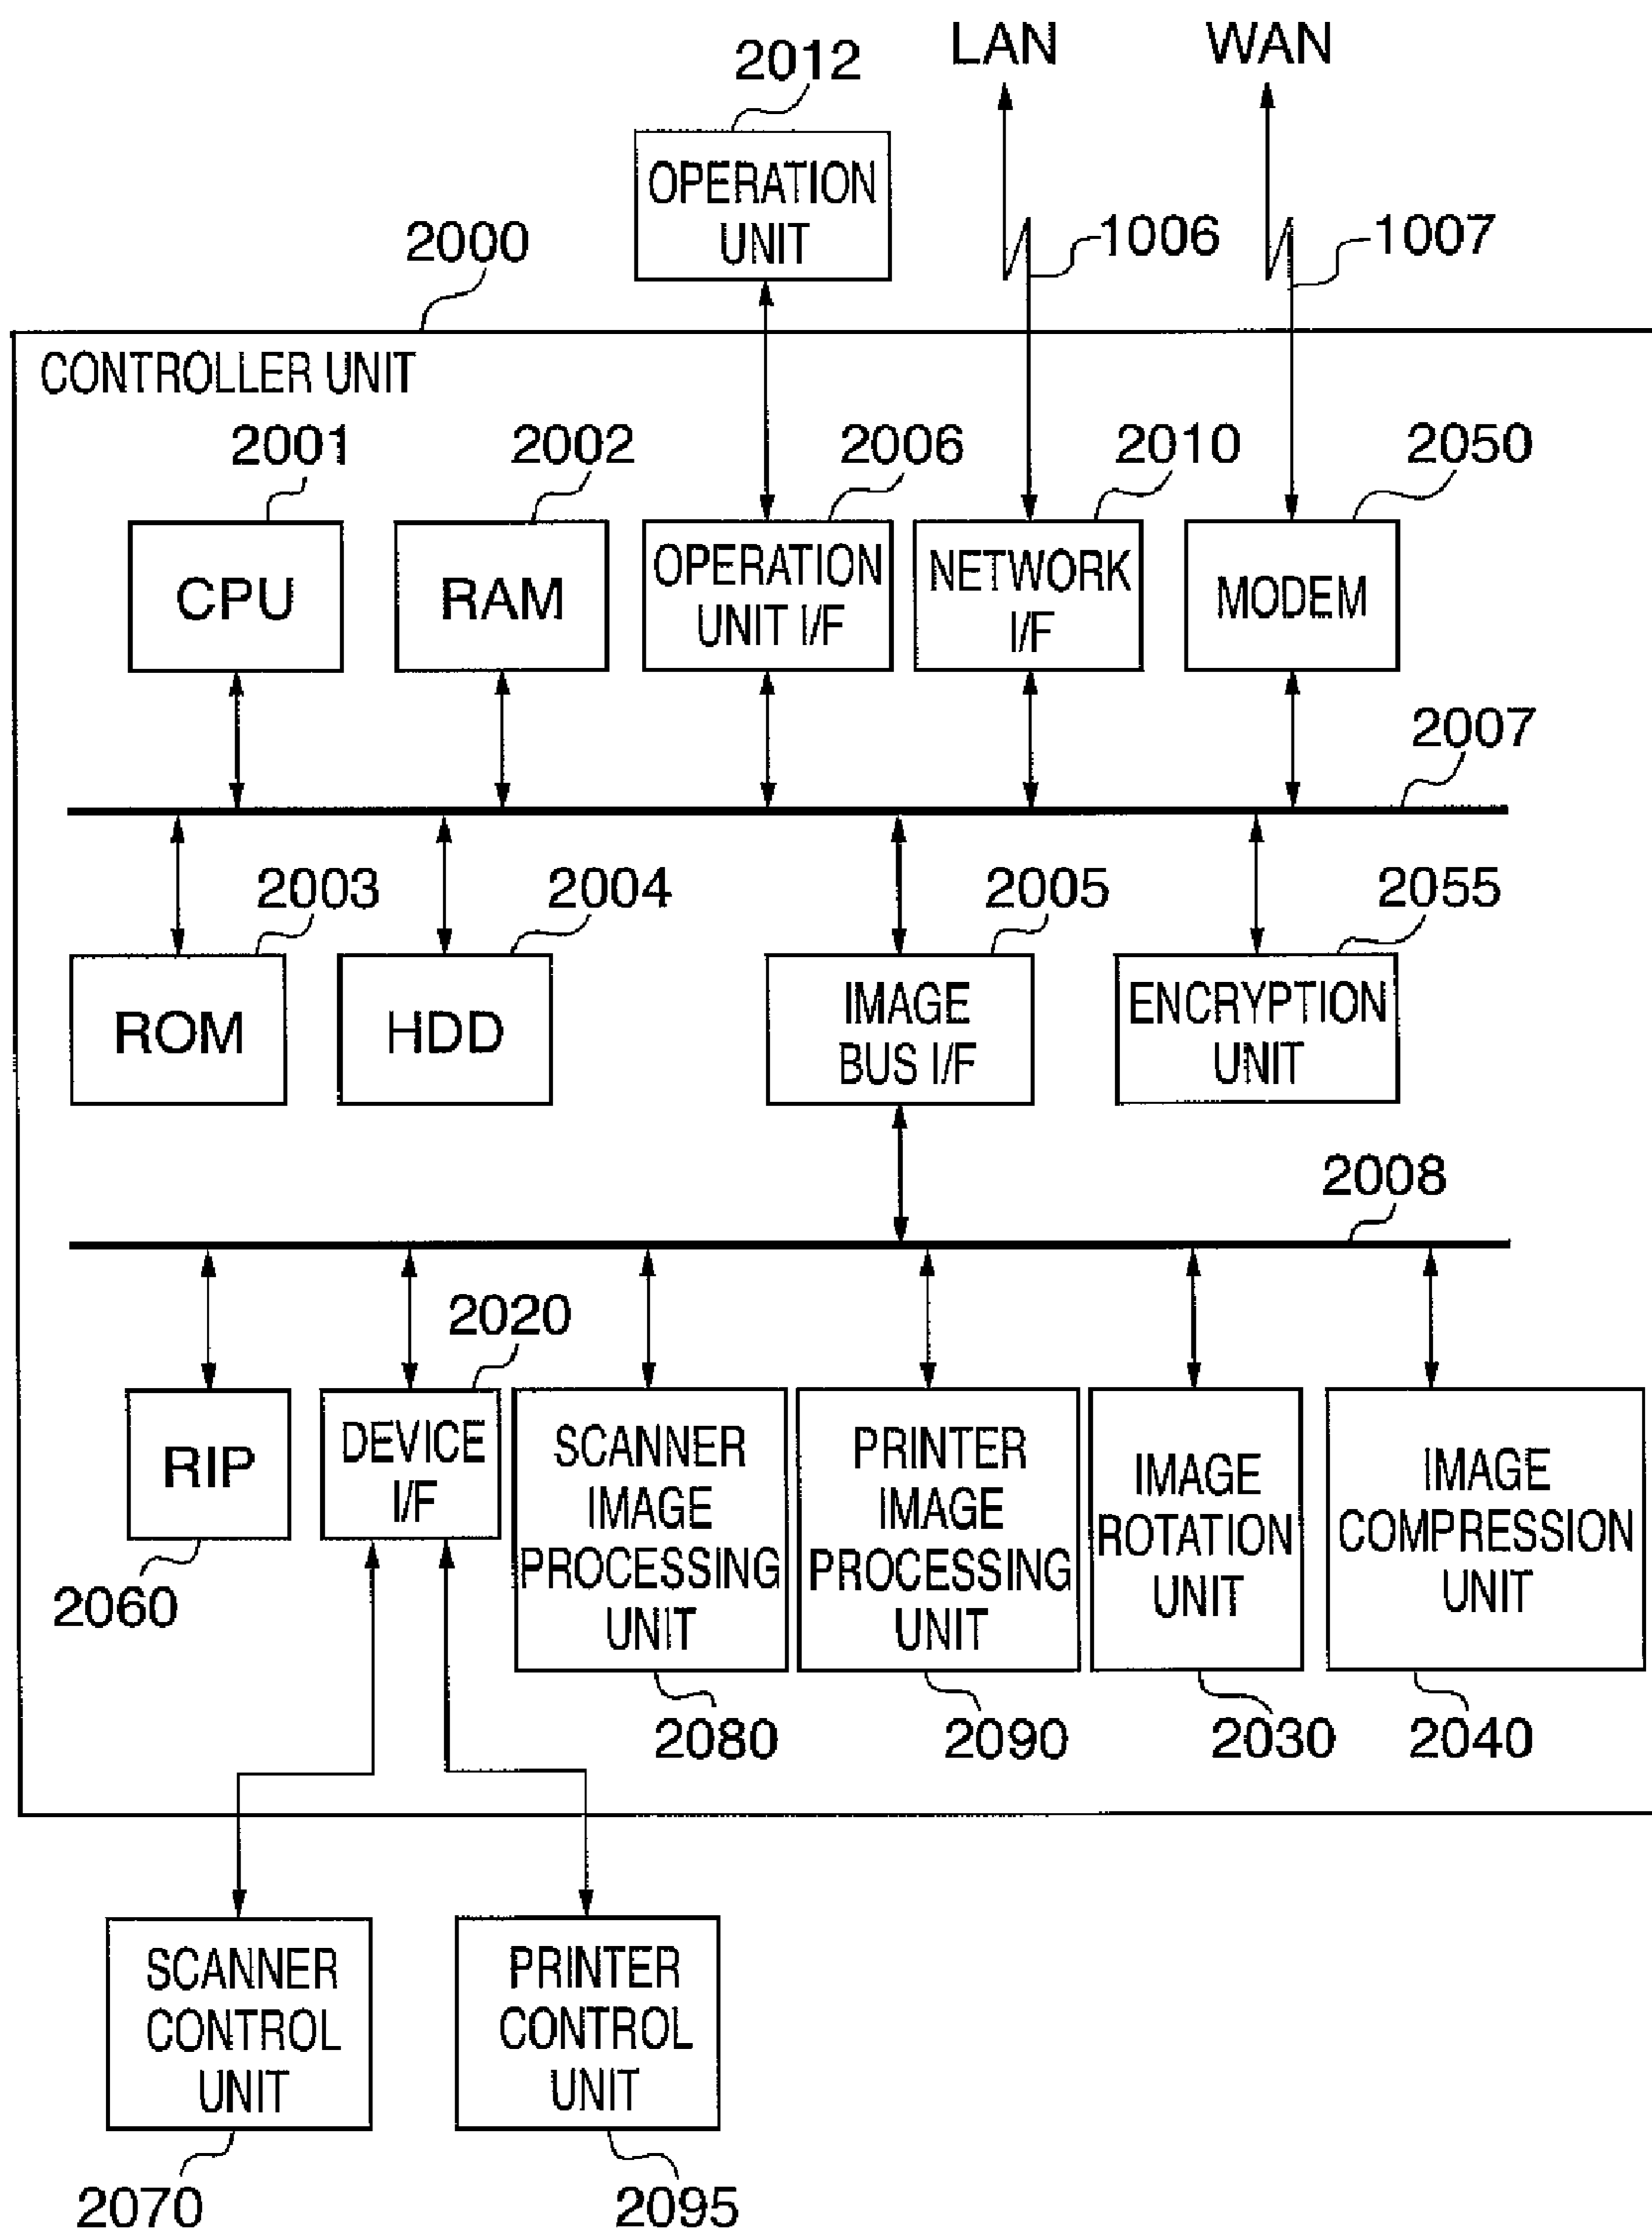 LAN
WAN
2012
OPERATION
UNIT
1006
1007
2000
CONTROLLER UNIT
2001
2002
2006
2010
2050
CPU
RAM
OPERATION
UNIT I/F
NETWORK
I/F
MODEM
2007
2003
2004
2005
2055
ROM
HDD
IMAGE
BUS I/F
ENCRYPTION
UNIT
2008
2020
RIP
DEVICE
I/F
SCANNER
IMAGE
PROCESSING
UNIT
PRINTER
IMAGE
PROCESSING
UNIT
IMAGE
ROTATION
UNIT
IMAGE
COMPRESSION
UNIT
2060
2080
2090
2030
2040
SCANNER
CONTROL
UNIT
PRINTER
CONTROL
UNIT
2070
2095